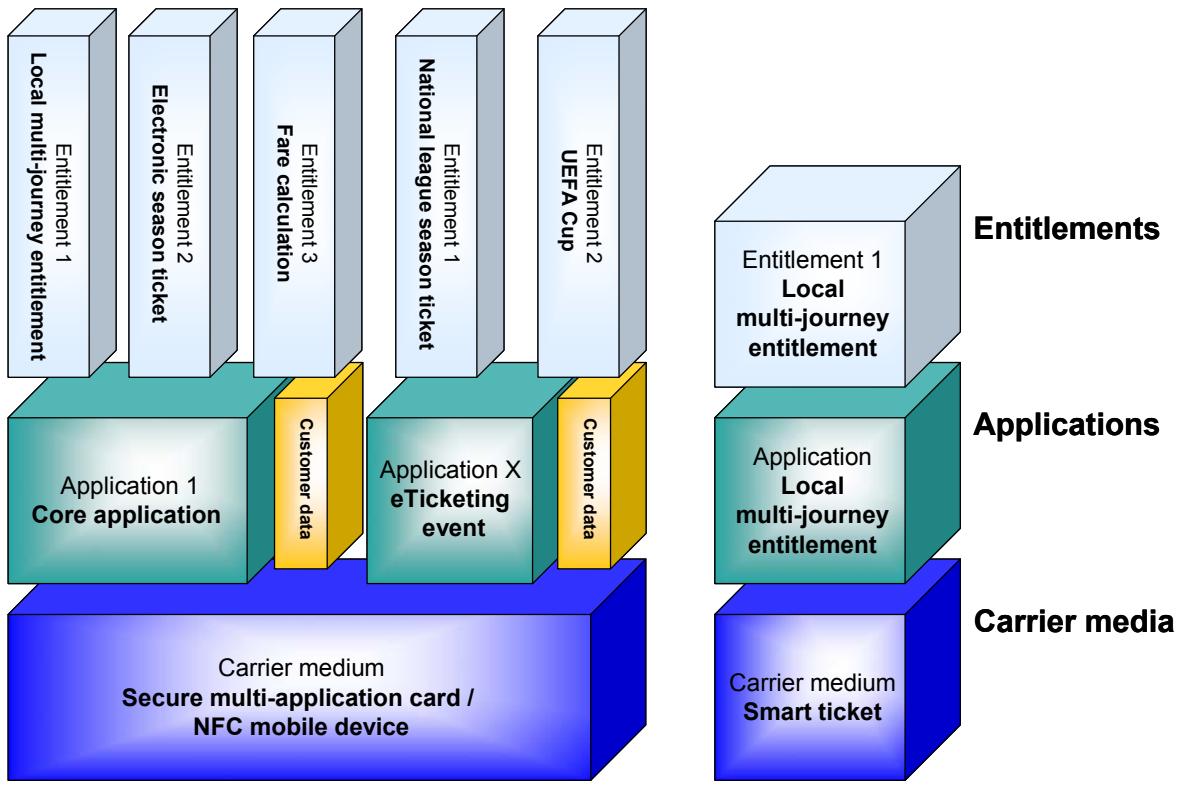 Entitlement 1
Local multi-journey entitlement
Entitlement 2
Electronic season ticket
Entitlement 3
Fare calculation
Entitlement 1
National league season ticket
Entitlement 2
UEFA Cup
Entitlement 1
Local
multi-journey
entitlement
Entitlements
Application 1
Core application
Customer data
Application X
eTicketing
event
Customer data
Application
Local
multi-journey
entitlement
Applications
Carrier medium
Secure multi-application card /
NFC mobile device
Carrier medium
Smart ticket
Carrier media